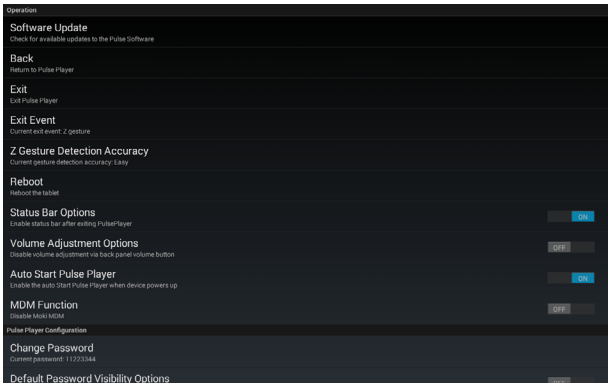 Operation
Software Update
Check for available updates to the Pulse Software
Back
Return to Pulse Player
Exit
Exit Pulse Player
Exit Event
Current exit event: Z gesture
Z Gesture Detection Accuracy
Current gesture detection accuracy: Easy
Reboot
Reboot the tablet
Status Bar Options
Enable status bar after exiting PulsePlayer
ON
Volume Adjustment Options
Disable volume adjustment via back panel volume button
OFF
Auto Start Pulse Player
Enable the auto Start Pulse Player when device powers up
ON
MDM Function
Disable Moki MDM
OFF
Pulse Player Configuration
Change Password
Current password: 11223344
Default Password Visibility Options
OFF